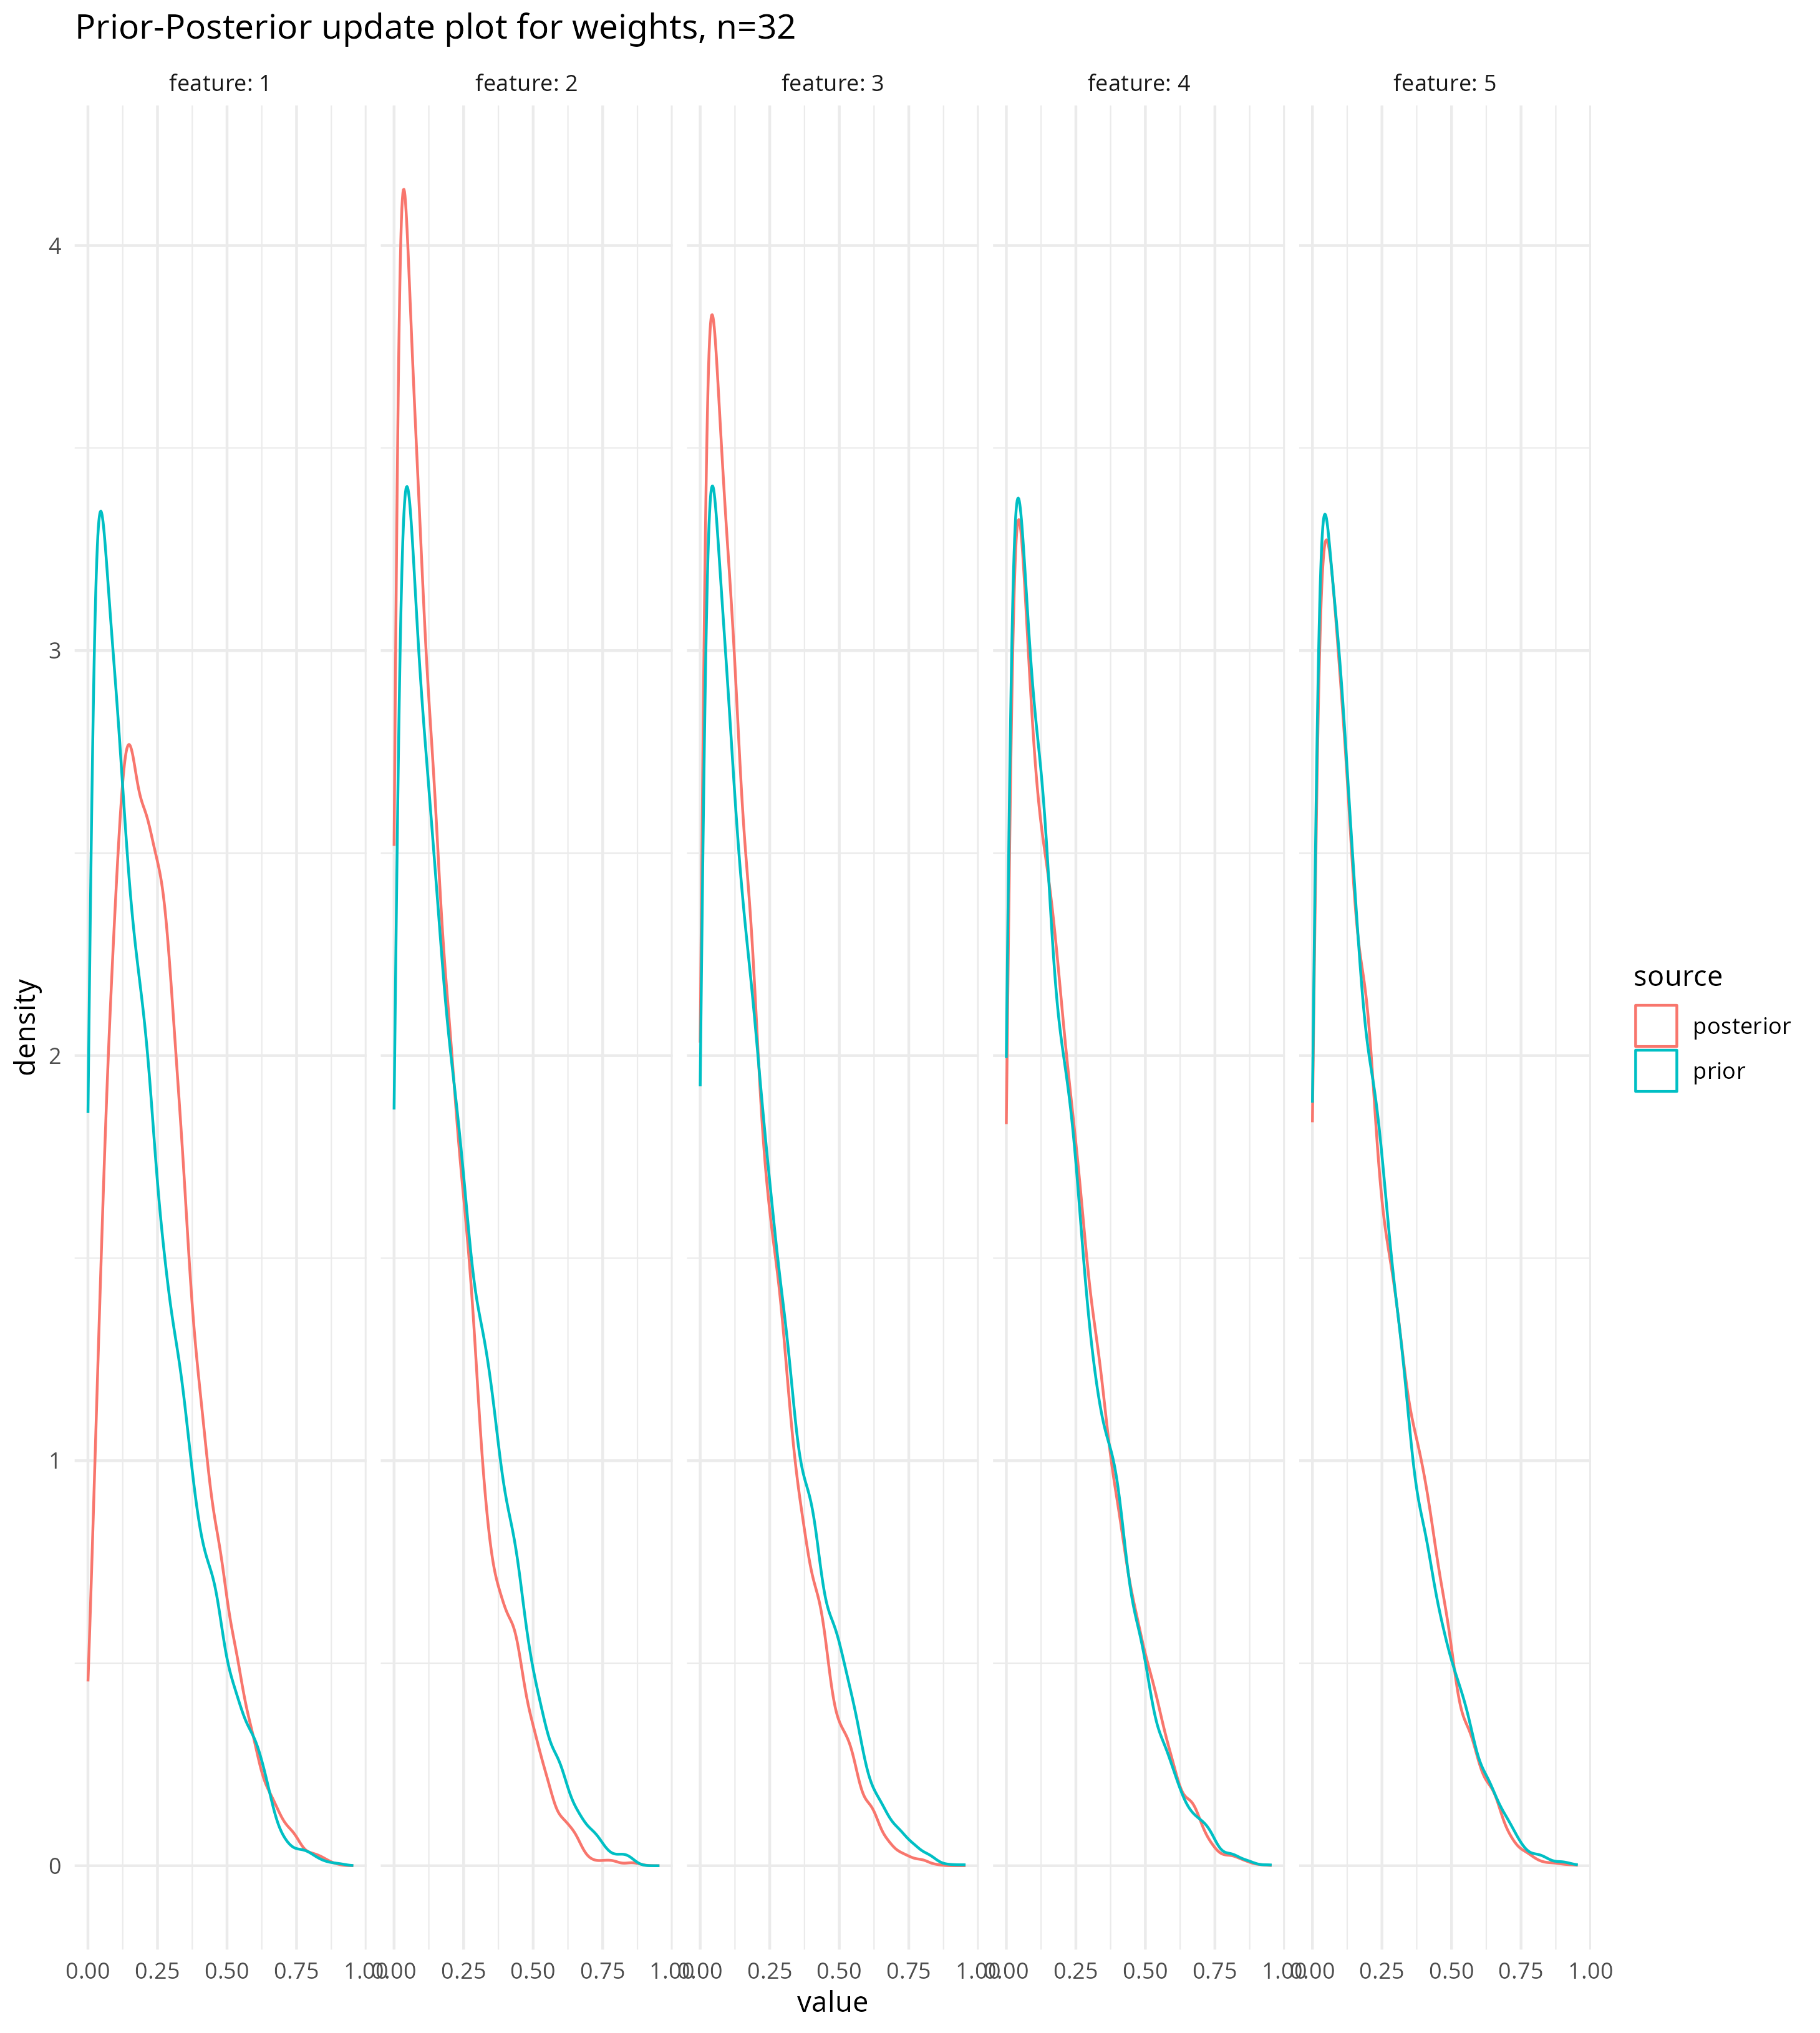 Prior-Posterior update plot for weights, n=32
feature: 1
feature: 2
feature: 3
feature: 4
feature: 5
4
3
2
1
0
density
0.00 0.25 0.50 0.75 1.00
0.00 0.25 0.50 0.75 1.00
0.00 0.25 0.50 0.75 1.00
0.00 0.25 0.50 0.75 1.00
0.00 0.25 0.50 0.75 1.00
value
source
posterior
prior